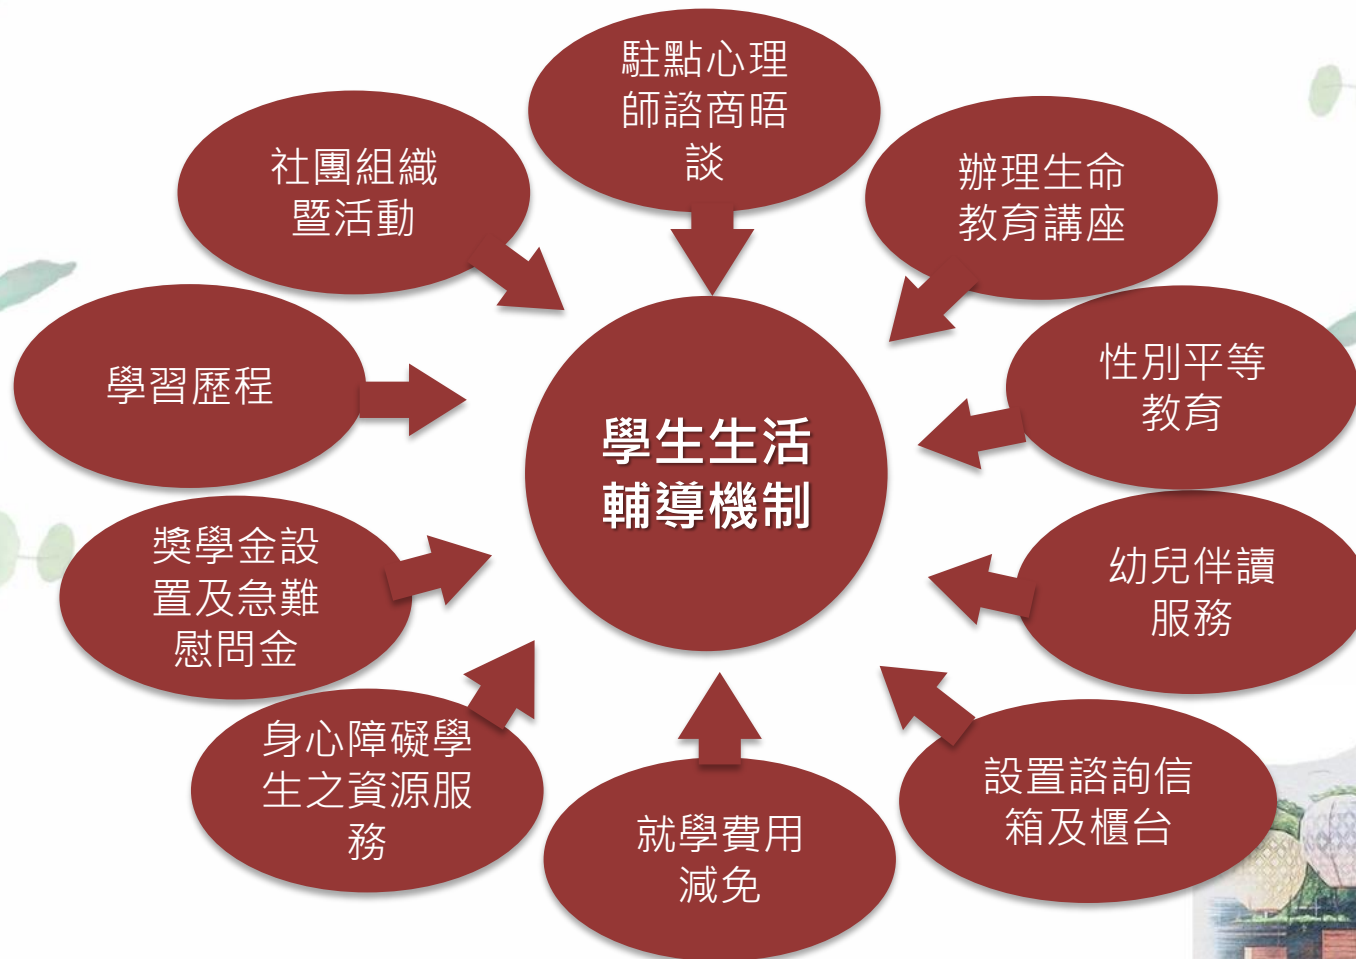 駐點心理
師諮商晤
談
社團組織
暨活動
辦理生命
教育講座
學習歷程
性別平等
教育
學生生活
輔導機制
獎學金設
置及急難
慰問金
幼兒伴讀
服務
身心障礙學
生之資源服
務
就學費用
減免
設置諮詢信
箱及櫃台